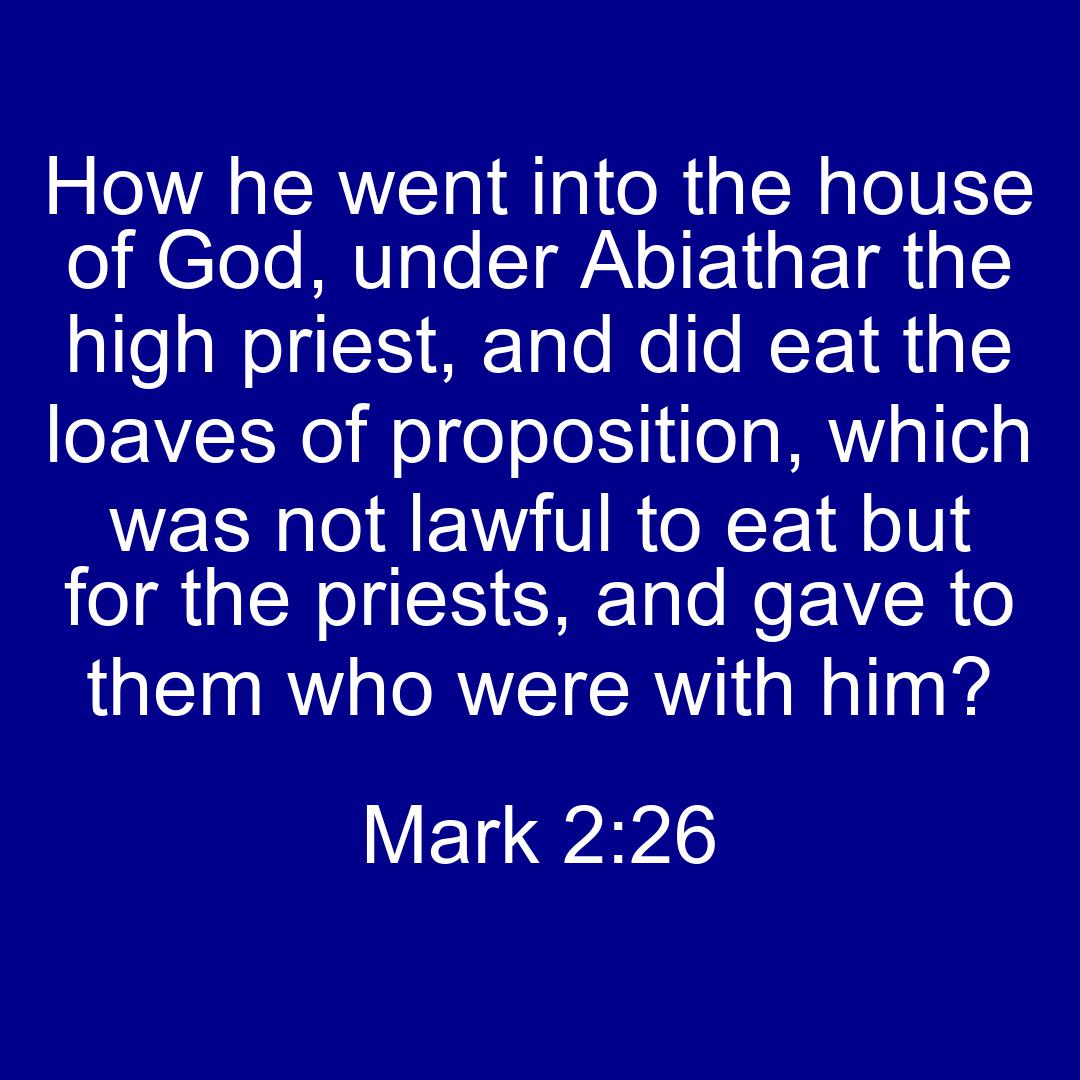 How he went into the house
of God, under Abiathar the
high priest, and did eat the
loaves of proposition, which
was not lawful to eat but
for the priests, and gave to
them who were with him?
Mark 2:26